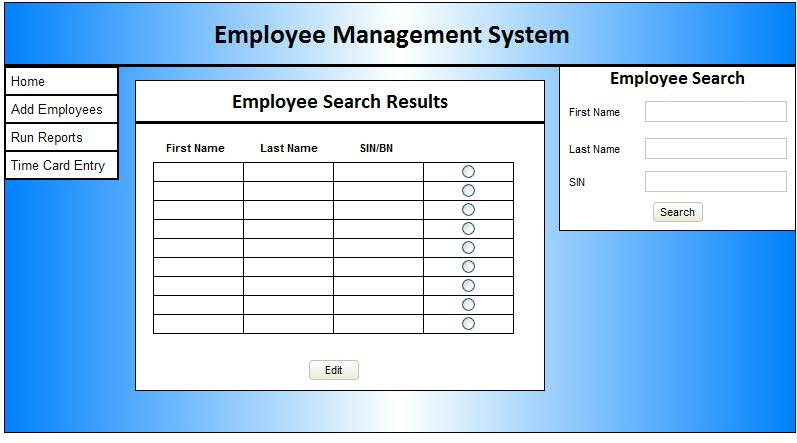 Employee Management System
Home
Add Employees
Run Reports
Time Card Entry
Employee Search Results
First Name Last Name SIN/BN
Edit
Employee Search
First Name
Last Name
SIN
Search